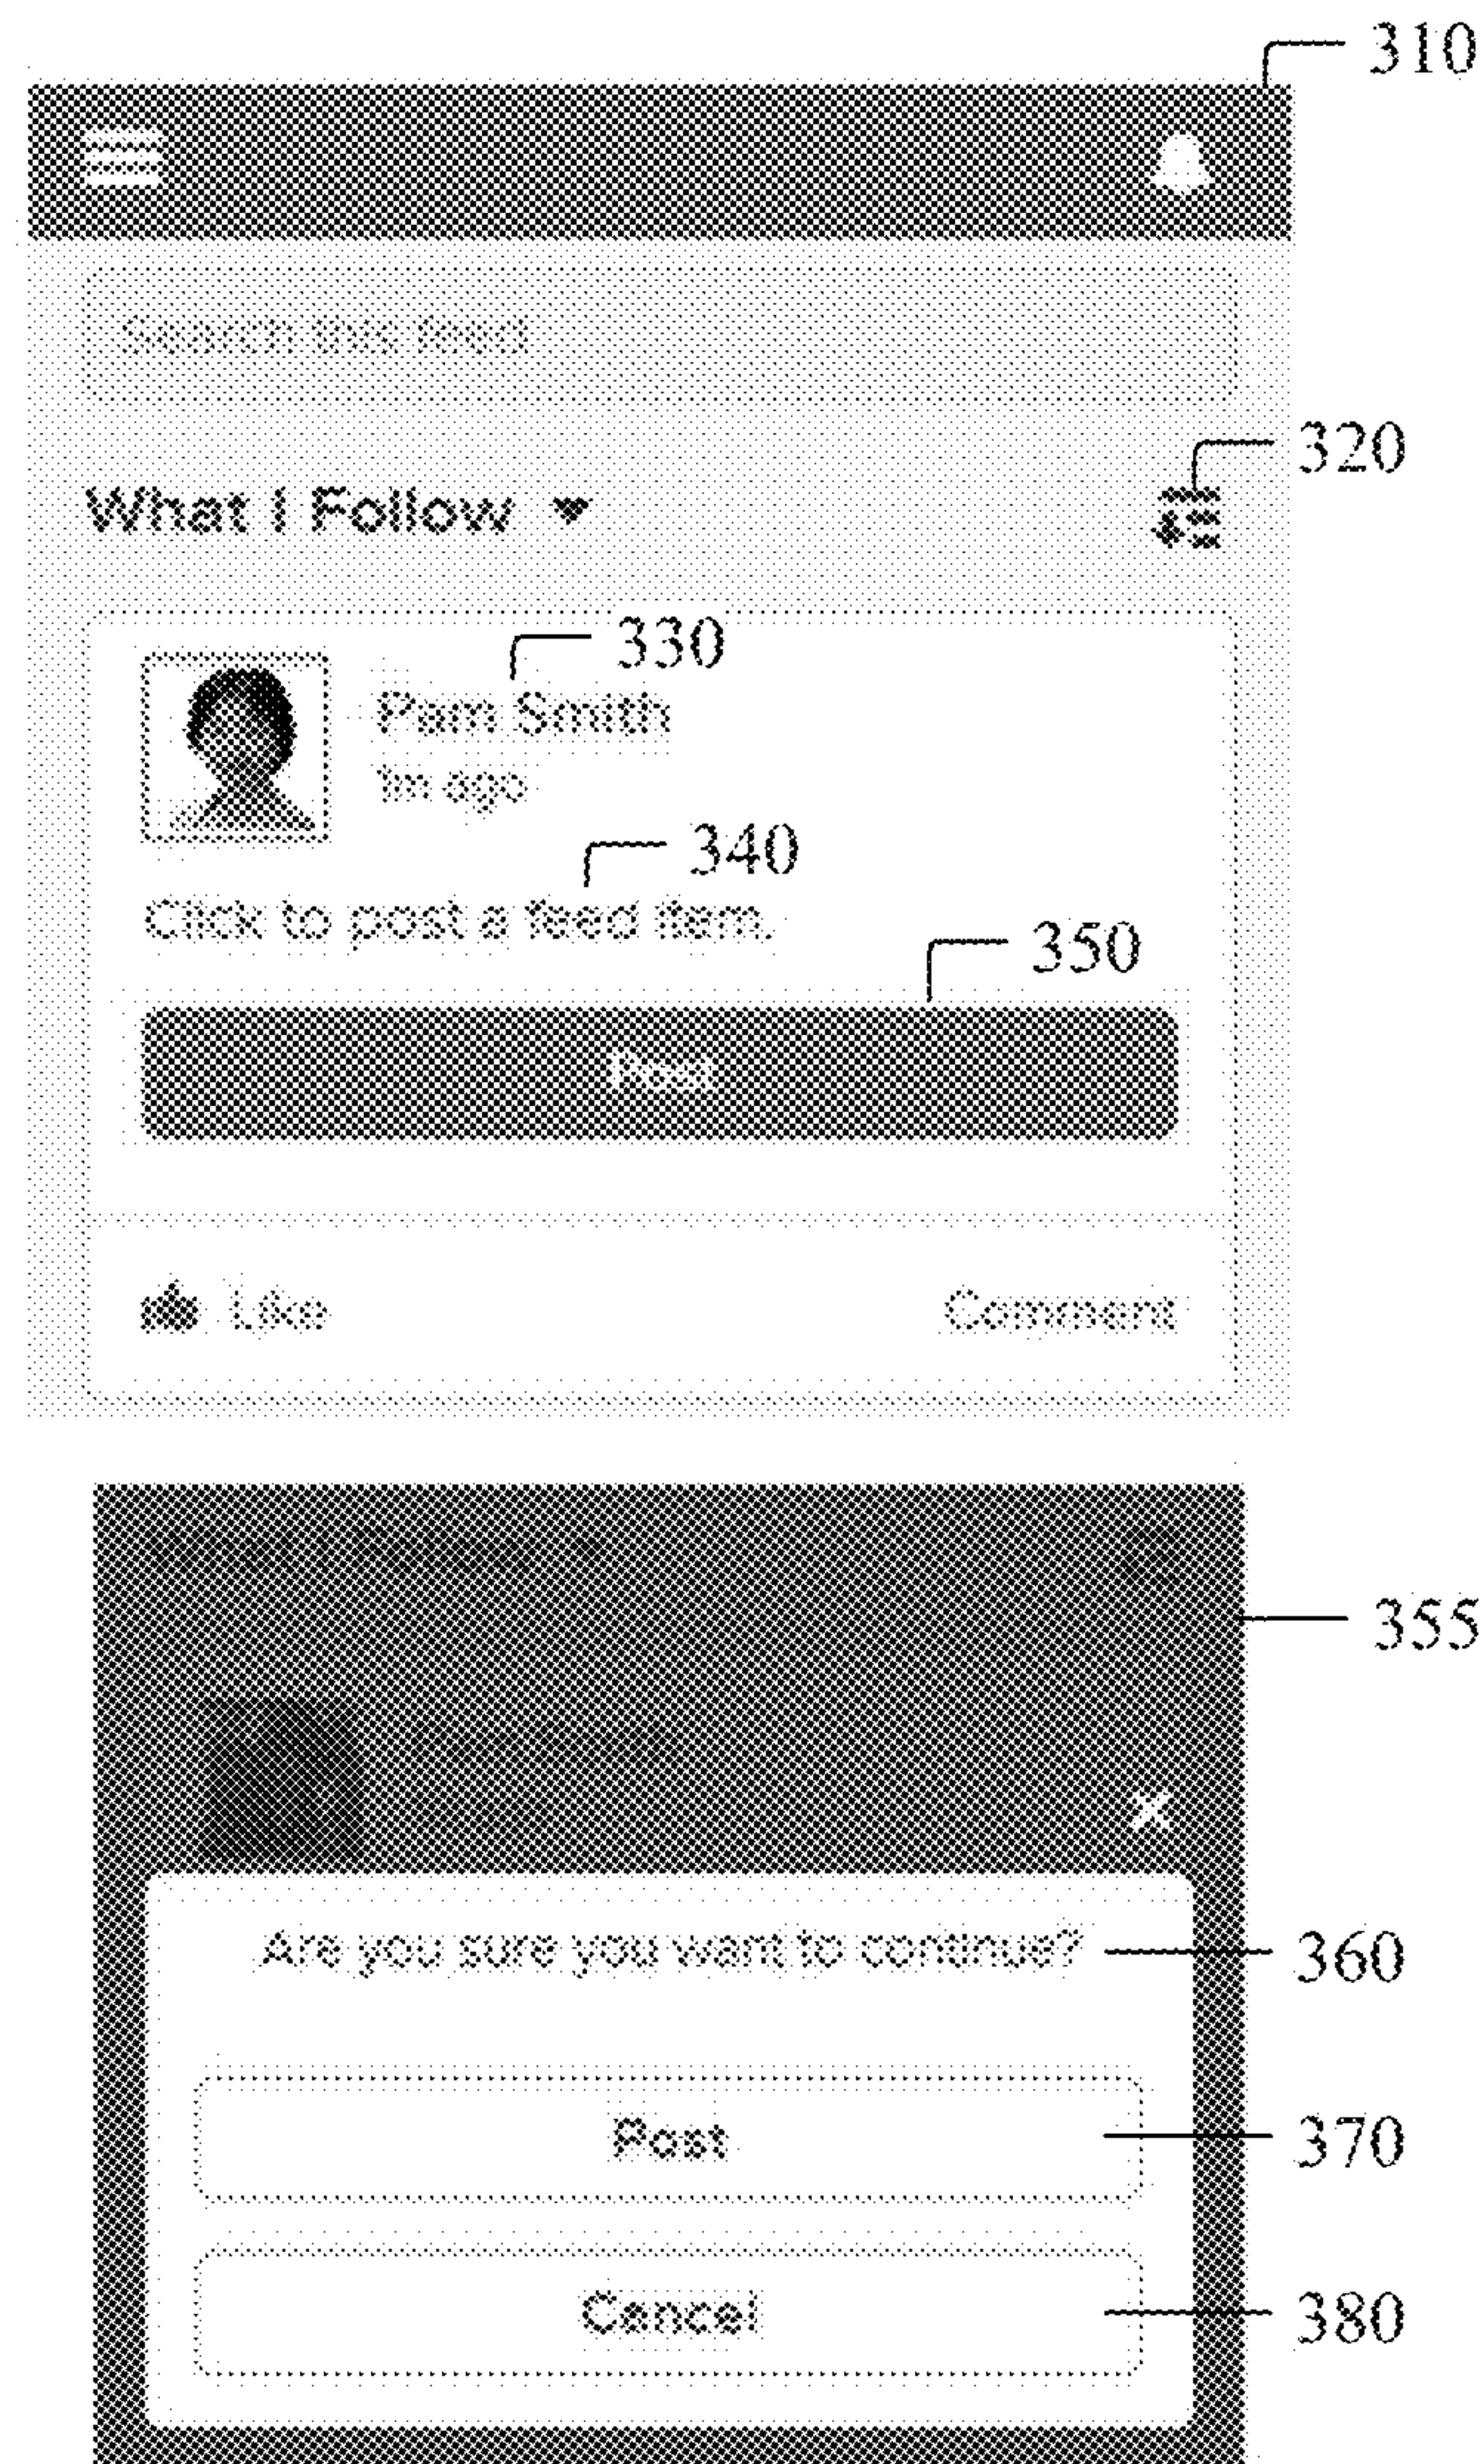 310
Search this feed
320
What I Follow
330
Pam Smith
1m ago
340
Click to post a feed item.
350
Post
Like Comment
355
Are you sure you want to continue? 360
Post 370
Cancel 380